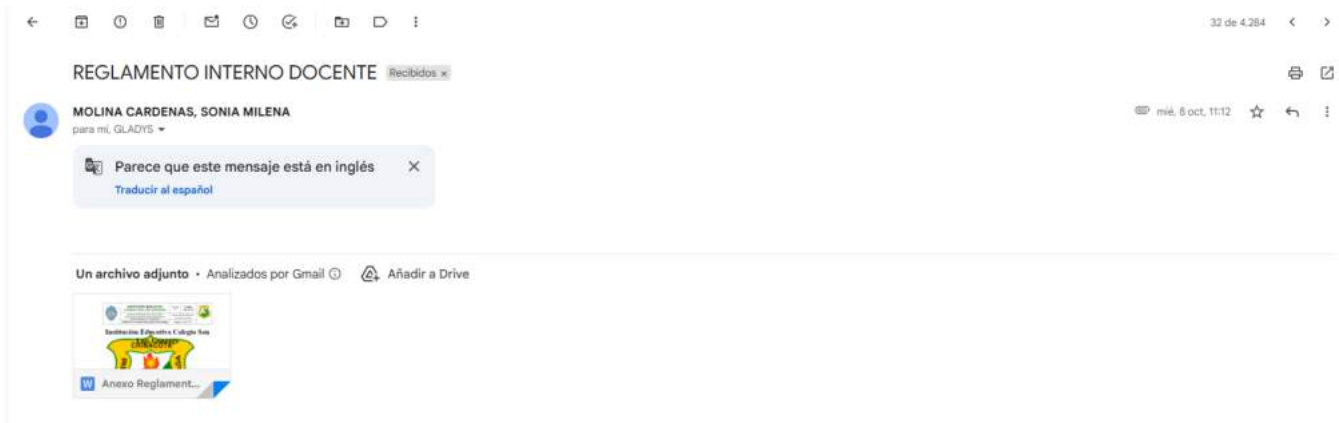 32 de 4.284
REGLAMENTO INTERNO DOCENTE Recibidos ×
MOLINA CARDENAS, SONIA MILENA
mié, 8 oct, 11:12
para mí, GLADYS
Parece que este mensaje está en inglés
Traducir al español
Un archivo adjunto • Analizados por Gmail Añadir a Drive
Institución Educativa Colegio San
W Anexo Reglament...